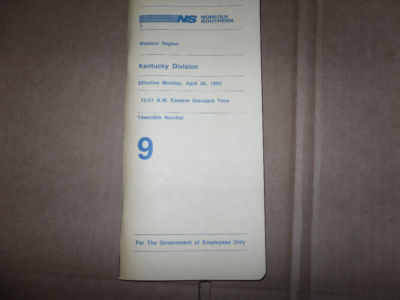 NS NORFOLK
SOUTHERN
Western Region
Kentucky Division
Effective Monday, April 26, 1993
12:01 A.M. Eastern Standard Time
Timetable Number
9
For The Government of Employees Only